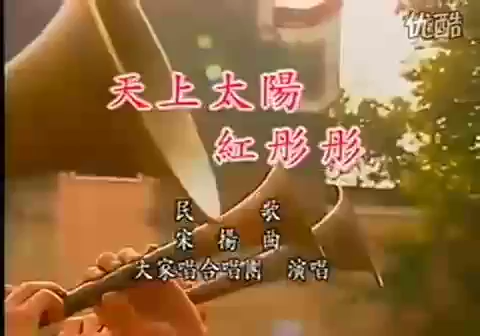 优酷
天上太陽
紅彤彤
民歌
宋揚 曲
大家唱合唱團 演唱